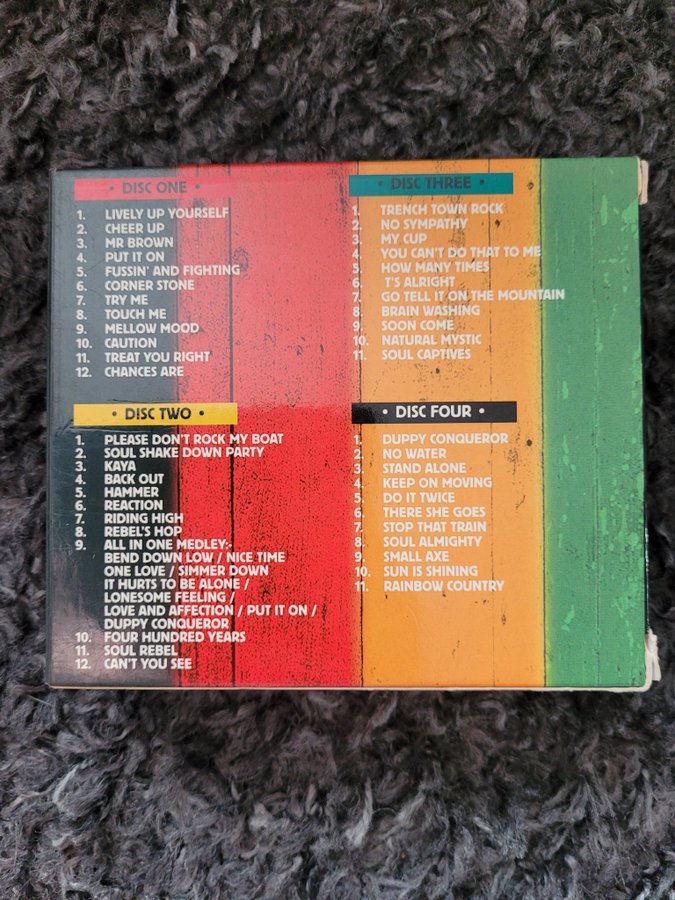 • DISC ONE •
1. LIVELY UP YOURSELF
2. CHEER UP
3. MR BROWN
4. PUT IT ON
5. FUSSIN' AND FIGHTING
6. CORNER STONE
7. TRY ME
8. TOUCH ME
9. MELLOW MOOD
10. CAUTION
11. TREAT YOU RIGHT
12. CHANCES ARE
• DISC TWO •
1. PLEASE DON'T ROCK MY BOAT
2. SOUL SHAKE DOWN PARTY
3. KAYA
4. BACK OUT
5. HAMMER
6. REACTION
7. RIDING HIGH
8. REBEL'S HOP
9. ALL IN ONE MEDLEY:-
BEND DOWN LOW / NICE TIME
ONE LOVE / SIMMER DOWN
IT HURTS TO BE ALONE /
LONESOME FEELING /
LOVE AND AFFECTION / PUT IT ON /
DUPPY CONQUEROR
10. FOUR HUNDRED YEARS
11. SOUL REBEL
12. CAN'T YOU SEE
• DISC THREE •
1. TRENCH TOWN ROCK
2. NO SYMPATHY
3. MY CUP
4. YOU CAN'T DO THAT TO ME
5. HOW MANY TIMES
6. T'S ALRIGHT
7. GO TELL IT ON THE MOUNTAIN
8. BRAIN WASHING
9. SOON COME
10. NATURAL MYSTIC
11. SOUL CAPTIVES
• DISC FOUR •
1. DUPPY CONQUEROR
2. NO WATER
3. STAND ALONE
4. KEEP ON MOVING
5. DO IT TWICE
6. THERE SHE GOES
7. STOP THAT TRAIN
8. SOUL ALMIGHTY
9. SMALL AXE
10. SUN IS SHINING
11. RAINBOW COUNTRY